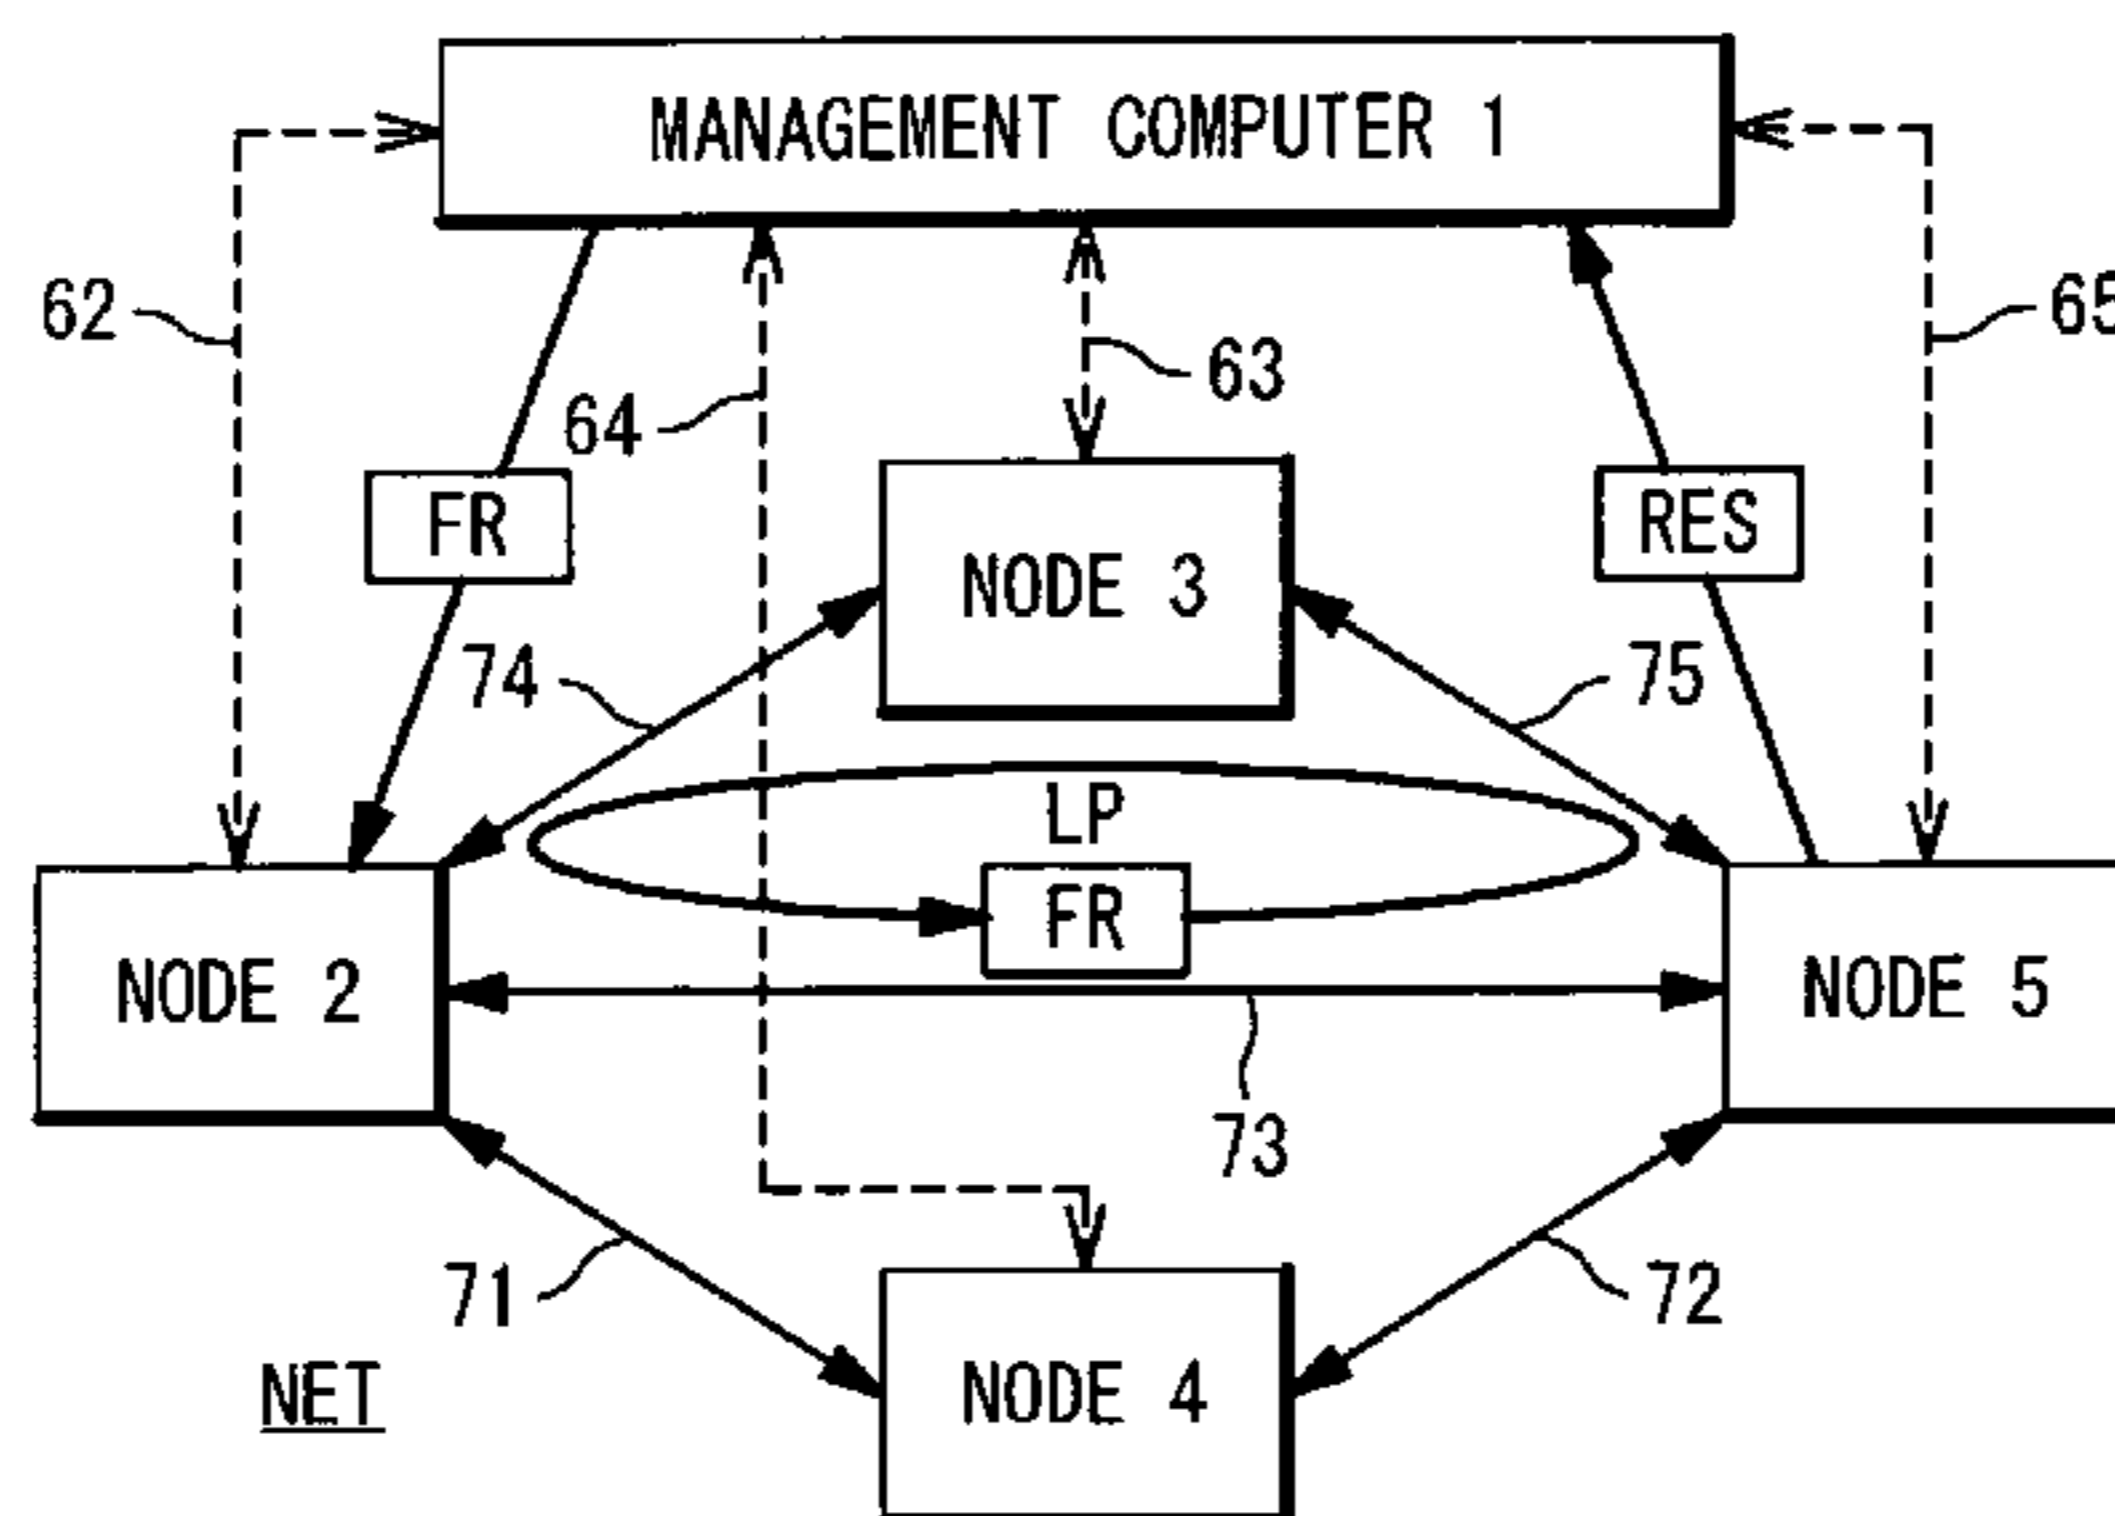 MANAGEMENT COMPUTER 1
62
65
63
64
FR
RES
NODE 3
74
75
LP
FR
NODE 2
NODE 5
73
71
72
NODE 4
NET